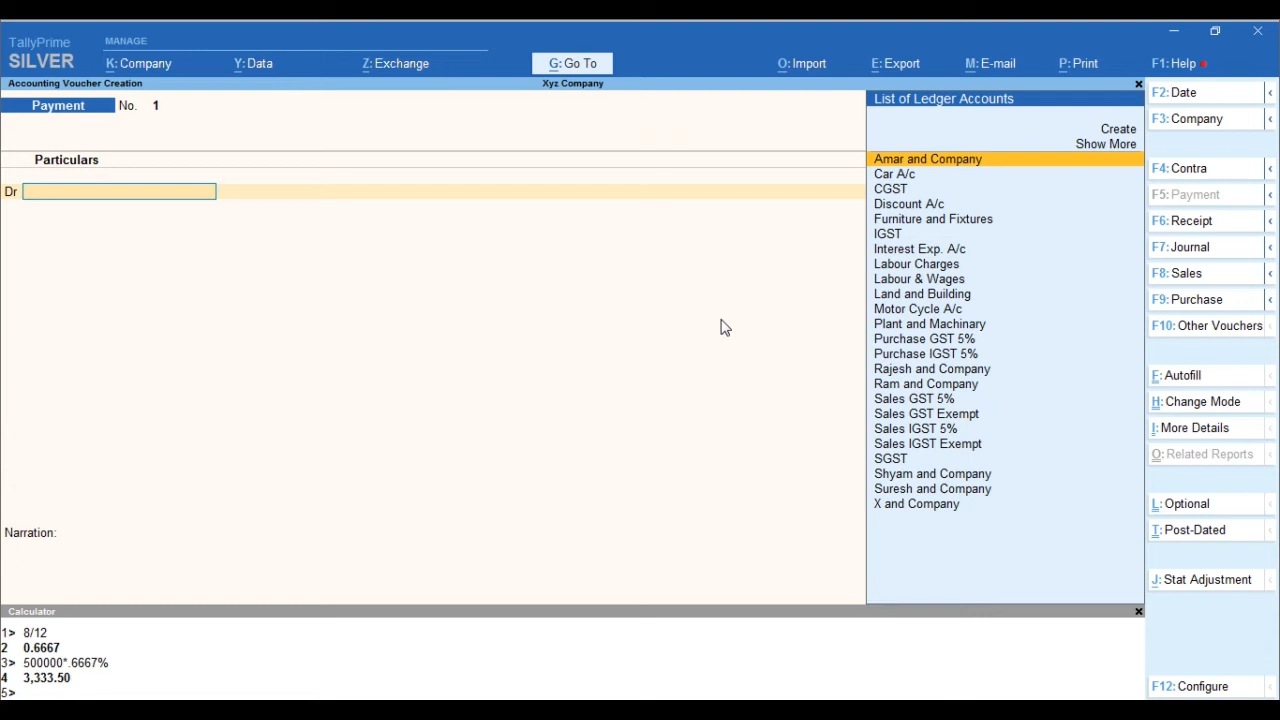 TallyPrime
SILVER
MANAGE
K: Company
Y: Data
Z: Exchange
G: Go To
O: Import
E: Export
M: E-mail
P: Print
F1: Help
Accounting Voucher Creation
Xyz Company
Payment No. 1
Particulars
Dr
Narration:
List of Ledger Accounts
Create
Show More
Amar and Company
Car A/c
CGST
Discount A/c
Furniture and Fixtures
IGST
Interest Exp. A/c
Labour Charges
Labour & Wages
Land and Building
Motor Cycle A/c
Plant and Machinery
Purchase GST 5%
Purchase IGST 5%
Rajesh and Company
Ram and Company
Sales GST 5%
Sales GST Exempt
Sales IGST 5%
Sales IGST Exempt
SGST
Shyam and Company
Suresh and Company
X and Company
F2: Date
F3: Company
F4: Contra
F5: Payment
F6: Receipt
F7: Journal
F8: Sales
F9: Purchase
F10: Other Vouchers
F: Autofill
H: Change Mode
I: More Details
O: Related Reports
L: Optional
T: Post-Dated
J: Stat Adjustment
F12: Configure
Calculator
1> 8/12
2 0.6667
3> 500000*.6667%
4 3,333.50
5>